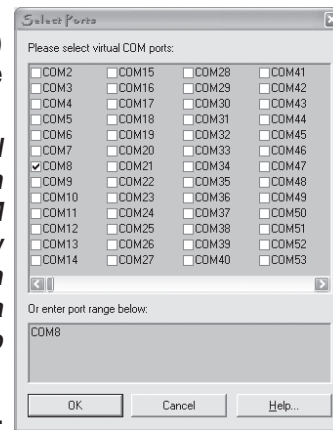 Select Ports
Please select virtual COM ports:
COM2 COM15 COM28 COM41
COM3 COM16 COM29 COM42
COM4 COM17 COM30 COM43
COM5 COM18 COM31 COM44
COM6 COM19 COM32 COM45
COM7 COM20 COM33 COM46
COM8 COM21 COM34 COM47
COM9 COM22 COM35 COM48
COM10 COM23 COM36 COM49
COM11 COM24 COM37 COM50
COM12 COM25 COM38 COM51
COM13 COM26 COM39 COM52
COM14 COM27 COM40 COM53
Or enter port range below:
COM8
OK Cancel Help...